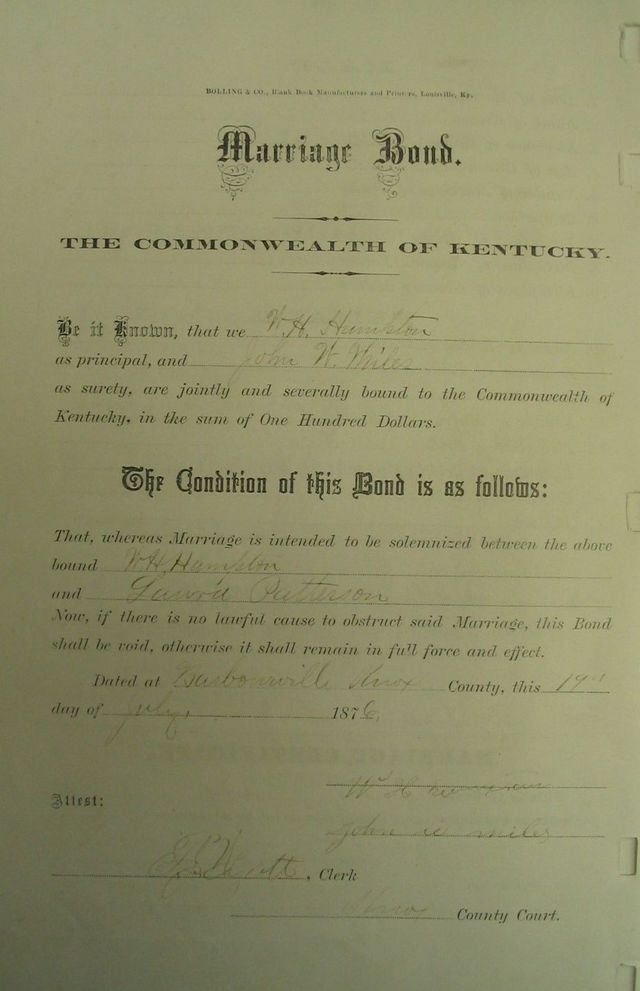 BOLLING & CO., Blank Book Manufacturers and Printers, Louisville, Ky.
Marriage Bond.
THE COMMONWEALTH OF KENTUCKY.
Be it Known, that we W. H. Humkton
as principal, and John W. Miles
as surety, are jointly and severally bound to the Commonwealth of
Kentucky, in the sum of One Hundred Dollars.
The Condition of this Bond is as follows:
That, whereas Marriage is intended to be solemnized between the above
bound W H Hamkton
and Patterson
Now, if there is no lawful cause to obstruct said Marriage, this Bond
shall be void, otherwise it shall remain in full force and effect.
Dated at Barbourville Knox County, this 19th
day of July, 1876
W H
Attest:
John W miles
, Clerk
Knox County Court.